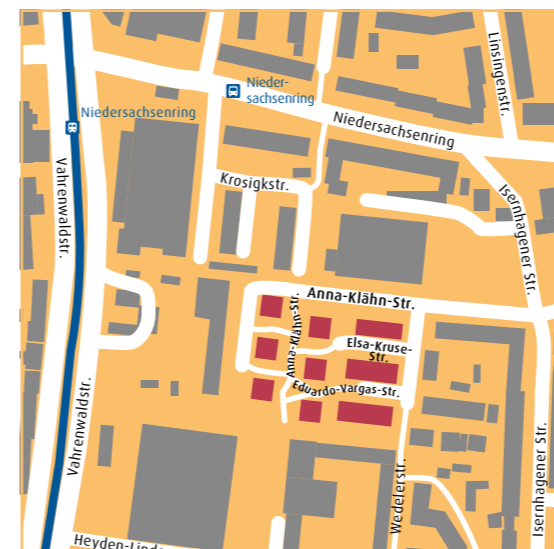 Linsingenstr.
Nieder-
sachsenring
Niedersachsenring
Niedersachsenring
Vahrenwaldstr.
Krosigkstr.
Isernhagener Str.
Anna-Klähn-Str.
Anna-Klähn-Str.
Elsa-Kruse-
Str.
Eduardo-Vargas-Str.
Vahrenwaldstr.
Isernhagener Str.
Wedelerstr.